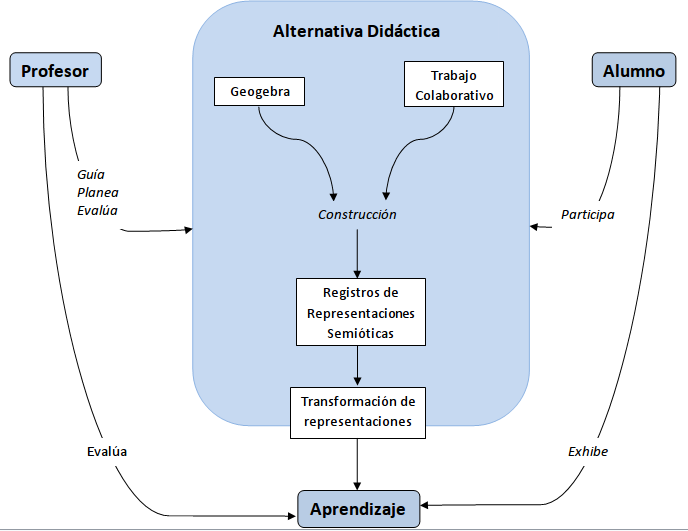 Alternativa Didáctica
Profesor
Alumno
Geogebra
Trabajo
Colaborativo
Guía
Planea
Evalúa
Construcción
Participa
Registros de
Representaciones
Semióticas
Transformación de
representaciones
Evalúa
Exhibe
Aprendizaje